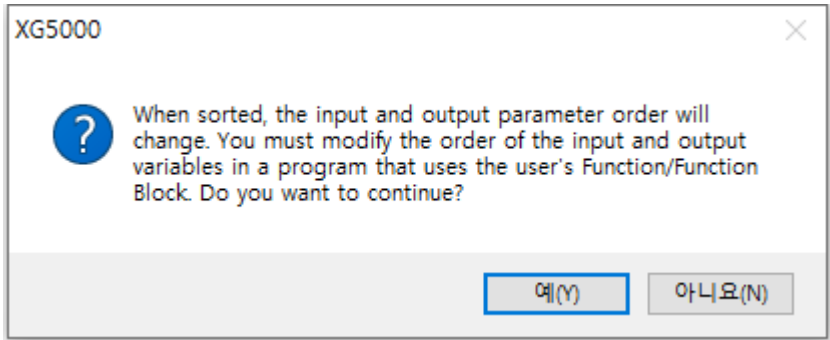 XG5000
When sorted, the input and output parameter order will
change. You must modify the order of the input and output
variables in a program that uses the user's Function/Function
Block. Do you want to continue?
예(Y) 아니요(N)